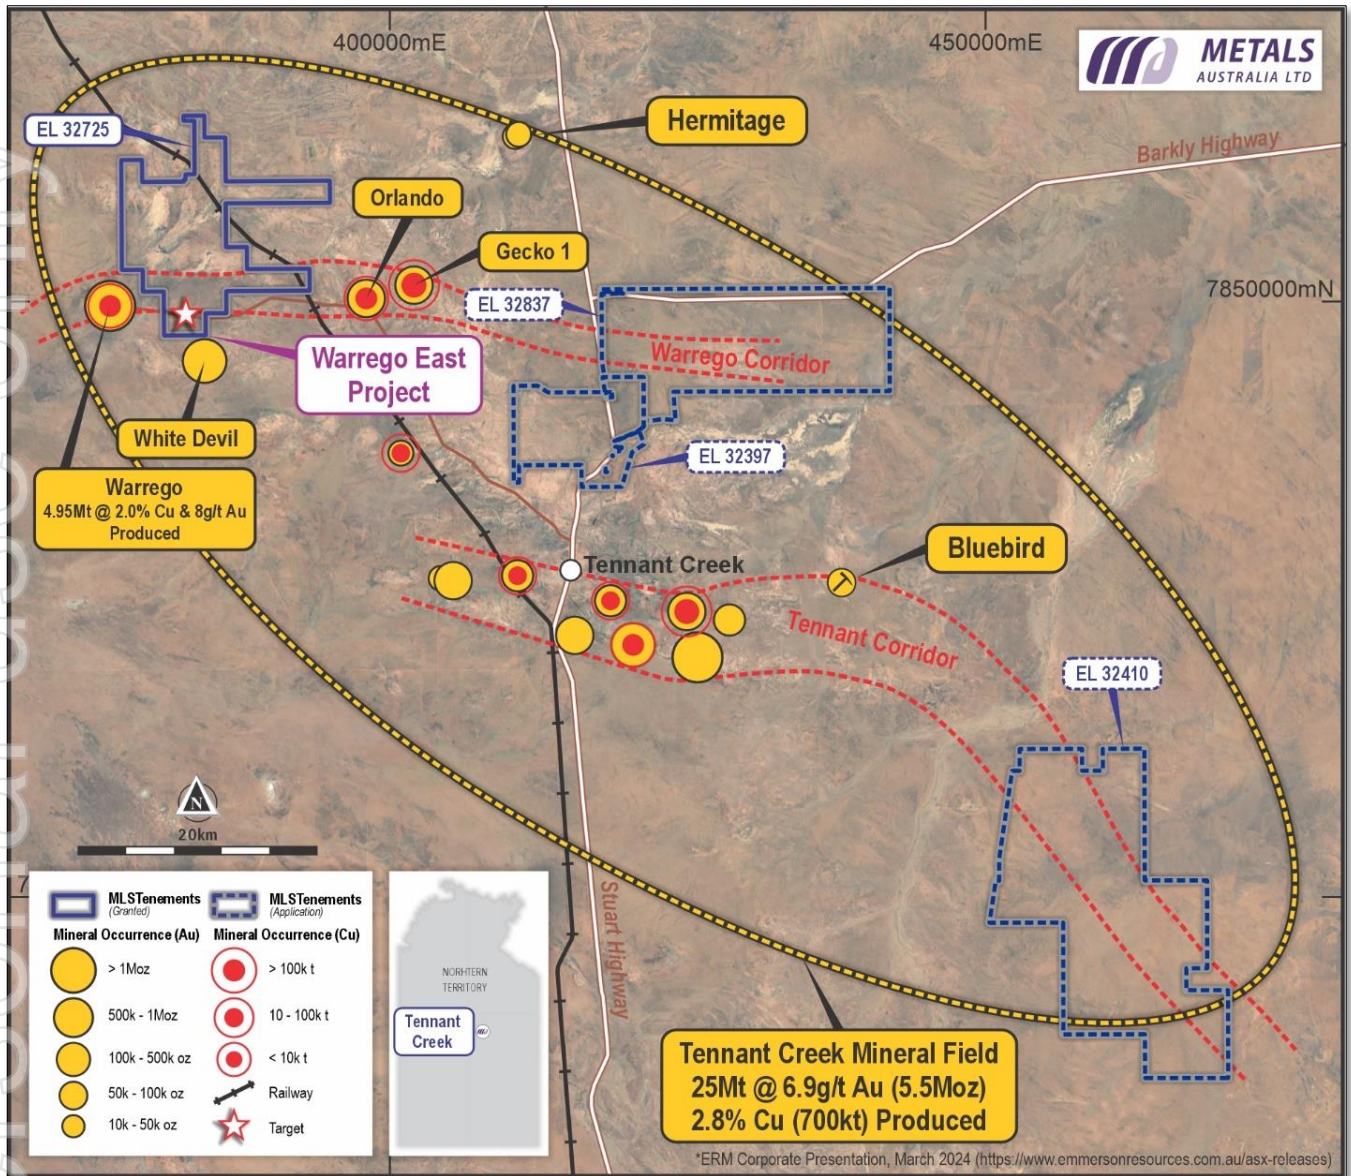 400000mE
450000mE
METALS
AUSTRALIA LTD
EL 32725
Hermitage
Barkly Highway
Orlando
Gecko 1
EL 32837
7850000mN
Warrego East
Project
Warrego Corridor
White Devil
EL 32397
Warrego
4.95Mt @ 2.0% Cu & 8g/t Au
Produced
Bluebird
Tennant Creek
Tennant Corridor
EL 32410
N
20km
7
Stuart Highway
MLSTenements
(Granted)
MLSTenements
(Application)
Mineral Occurrence (Au)
Mineral Occurrence (Cu)
> 1Moz
> 100k t
500k - 1Moz
10 - 100k t
100k - 500k oz
< 10k t
50k - 100k oz
Railway
10k - 50k oz
Target
NORHTERN
TERRITORY
Tennant
Creek
Tennant Creek Mineral Field
25Mt @ 6.9g/t Au (5.5Moz)
2.8% Cu (700kt) Produced
*ERM Corporate Presentation, March 2024 (https://www.emmersonresources.com.au/asx-releases)